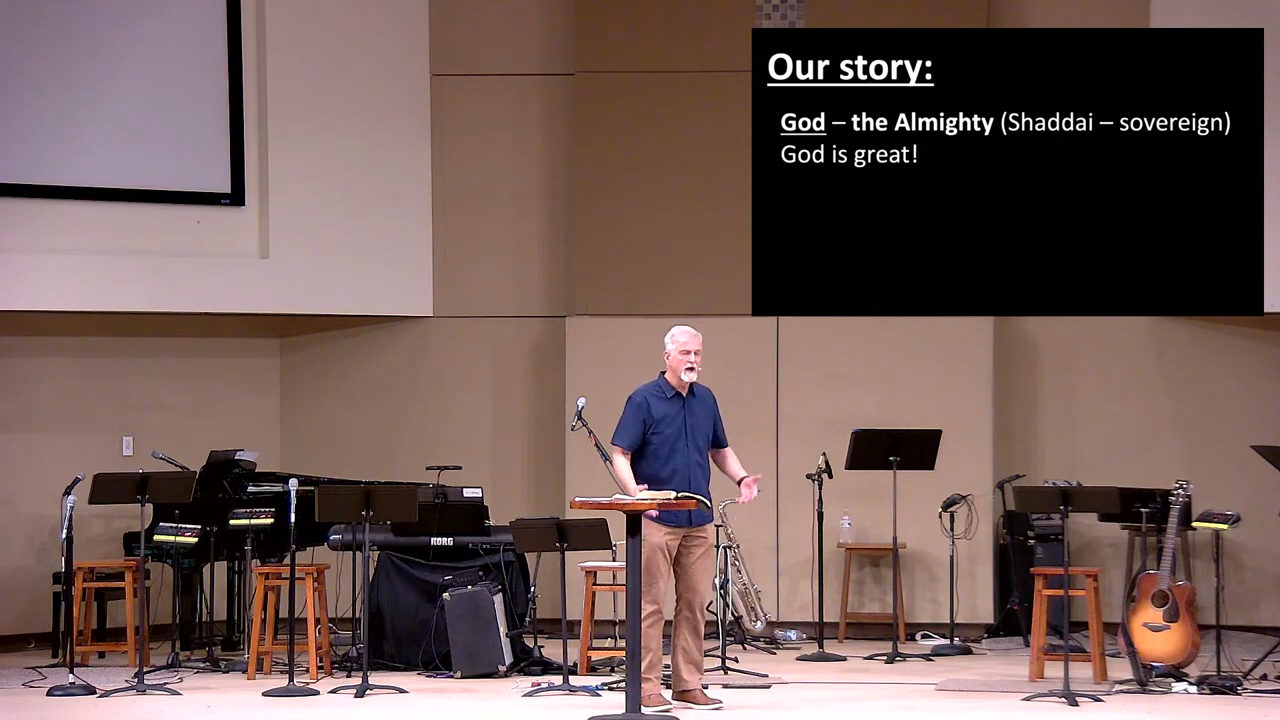 Our story:
God – the Almighty (Shaddai – sovereign)
God is great!
KORG